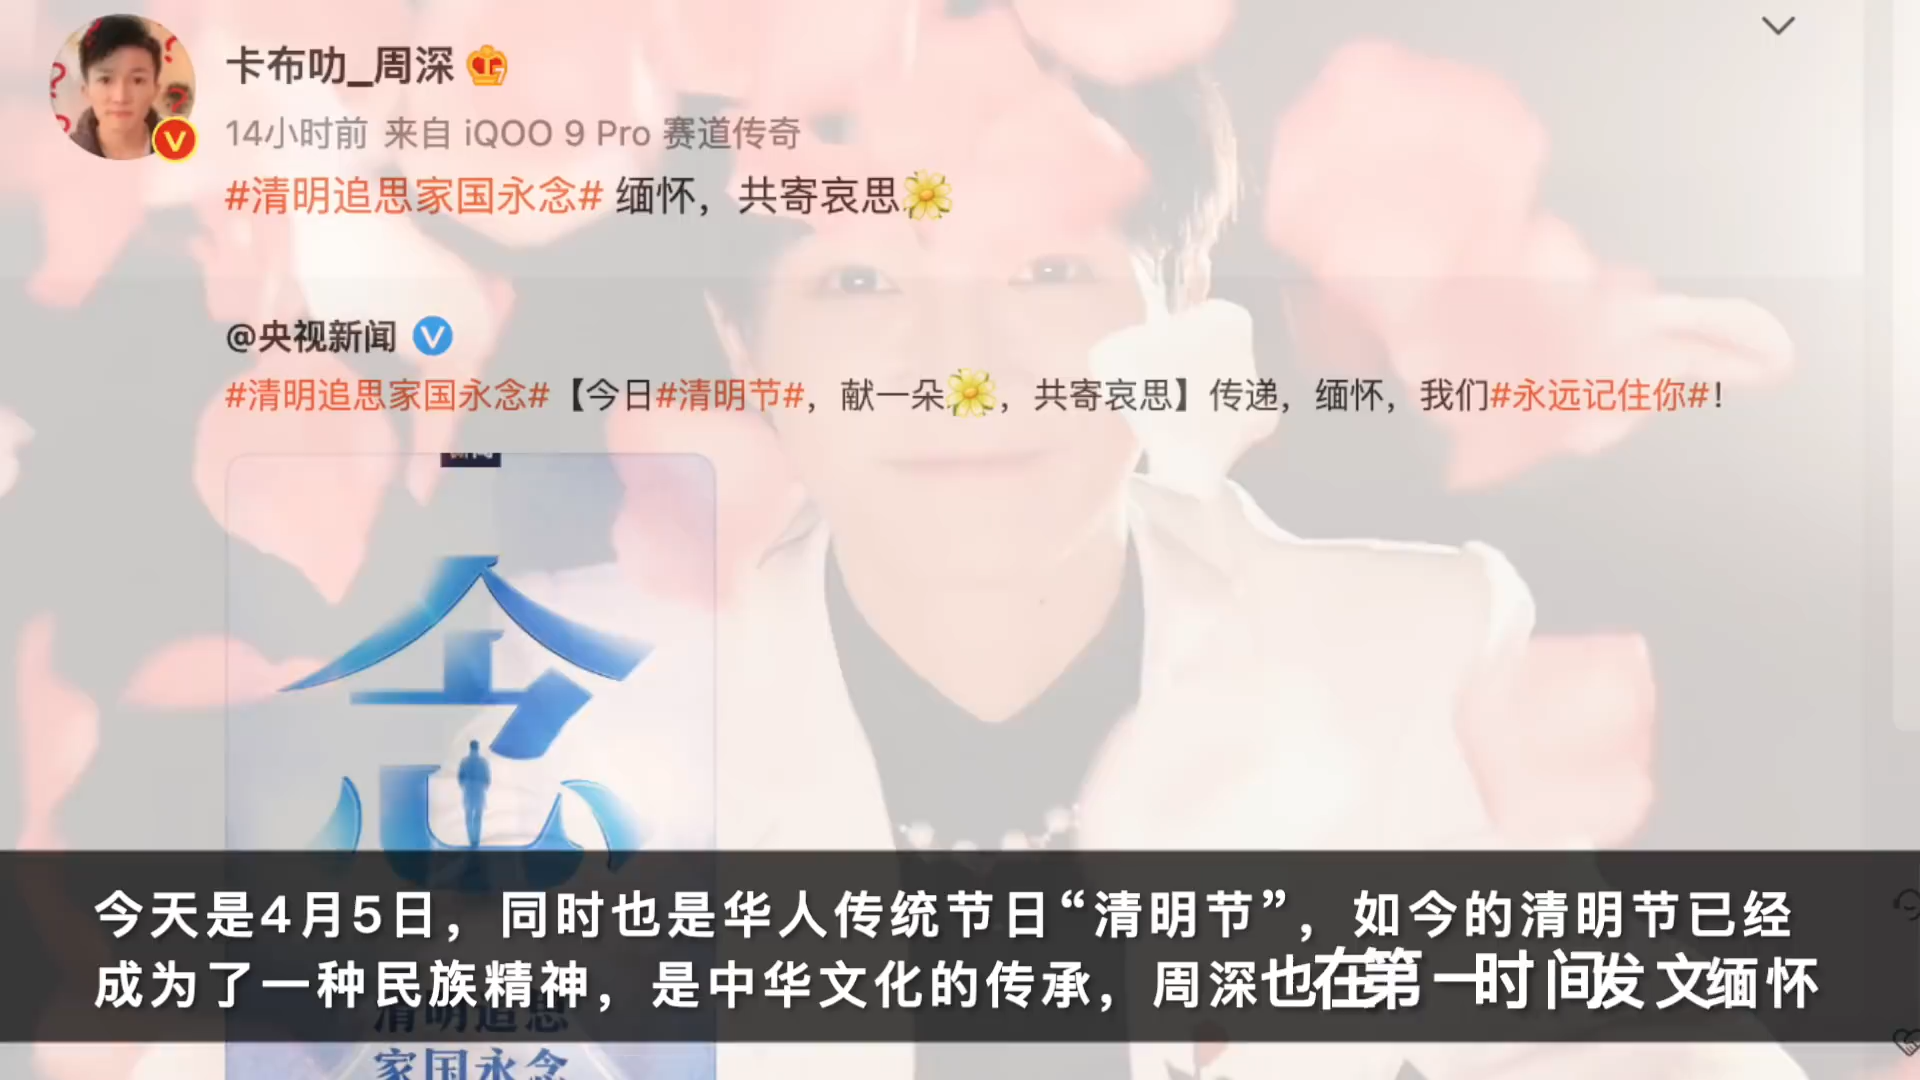 卡布叻_周深
14小时前 来自 iQOO 9 Pro 赛道传奇
#清明追思家国永念# 缅怀，共寄哀思
@央视新闻
#清明追思家国永念#【今日#清明节#，献一朵，共寄哀思】传递，缅怀，我们#永远记住你#！
念
今天是4月5日，同时也是华人传统节日“清明节”，如今的清明节已经
成为了一种民族精神，是中华文化的传承，周深也在第一时间发文缅怀
清明追思
家国永念